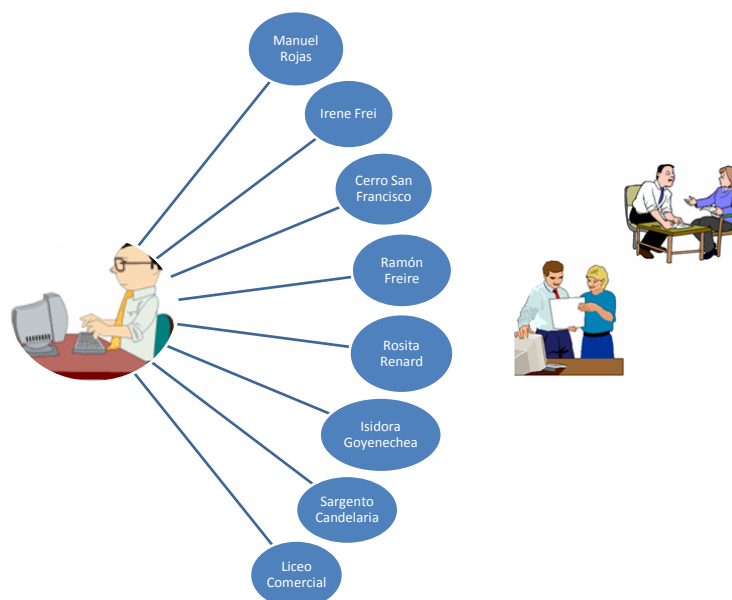 Manuel
Rojas
Irene Frei
Cerro San
Francisco
Ramón
Freire
Rosita
Renard
Isidora
Goyenechea
Sargento
Candelaria
Liceo
Comercial